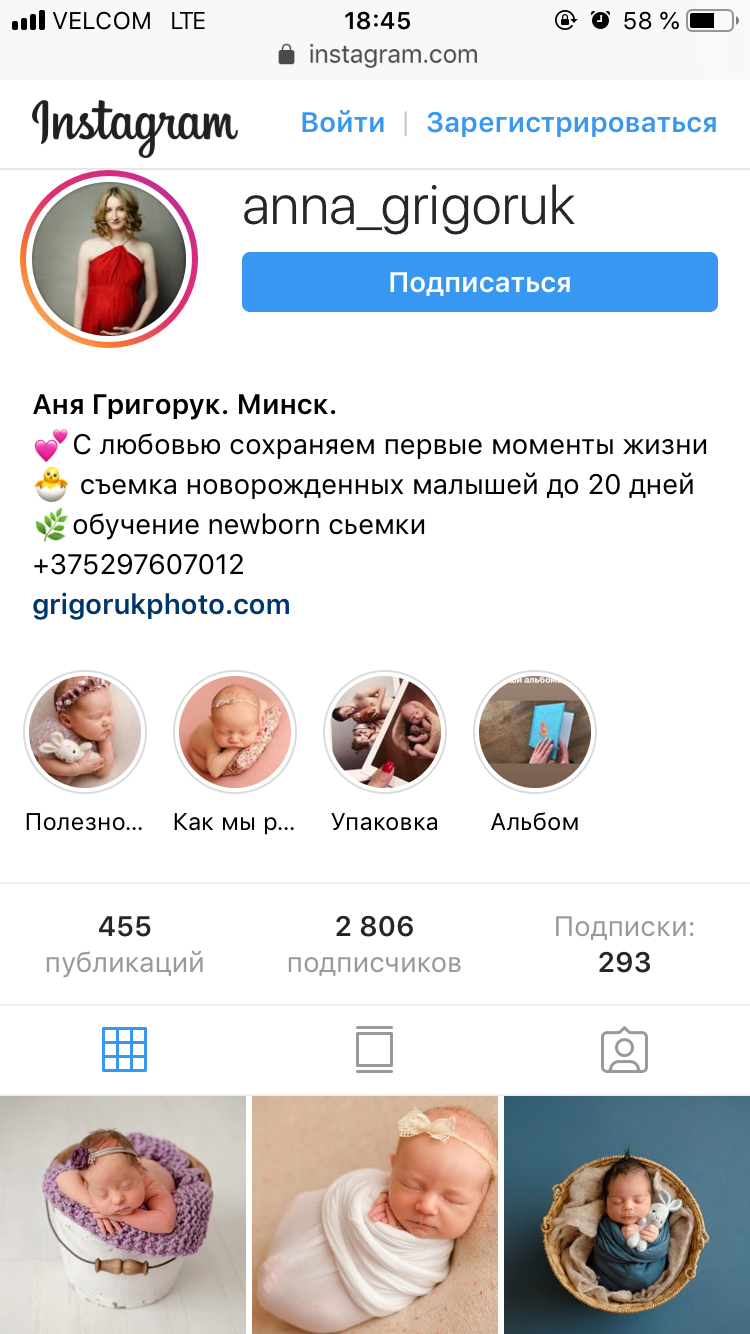 VELCOM LTE 18:45 58 %
instagram.com
Instagram Войти | Зарегистрироваться
anna_grigoruk
Подписаться
Аня Григорук. Минск.
💕С любовью сохраняем первые моменты жизни
🐣 съемка новорожденных малышей до 20 дней
🌿обучение newborn сьемки
+375297607012
grigorukphoto.com
альбом
Полезно... Как мы р... Упаковка Альбом
455 2 806 Подписки:
публикаций подписчиков 293